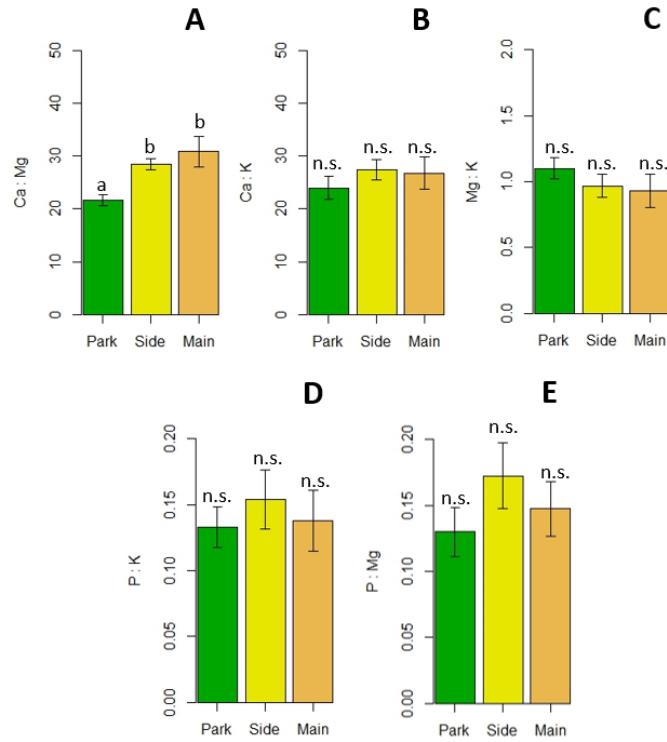 A
B
C
Ca : Mg
0
10
20
30
40
50
a
b
b
Park Side Main
Ca : K
0
10
20
30
40
50
n.s. n.s. n.s.
Park Side Main
Mg : K
0.0
0.5
1.0
1.5
2.0
n.s. n.s. n.s.
Park Side Main
D
E
P : K
0.00
0.05
0.10
0.15
0.20
n.s. n.s. n.s.
Park Side Main
P : Mg
0.00
0.05
0.10
0.15
0.20
n.s. n.s. n.s.
Park Side Main